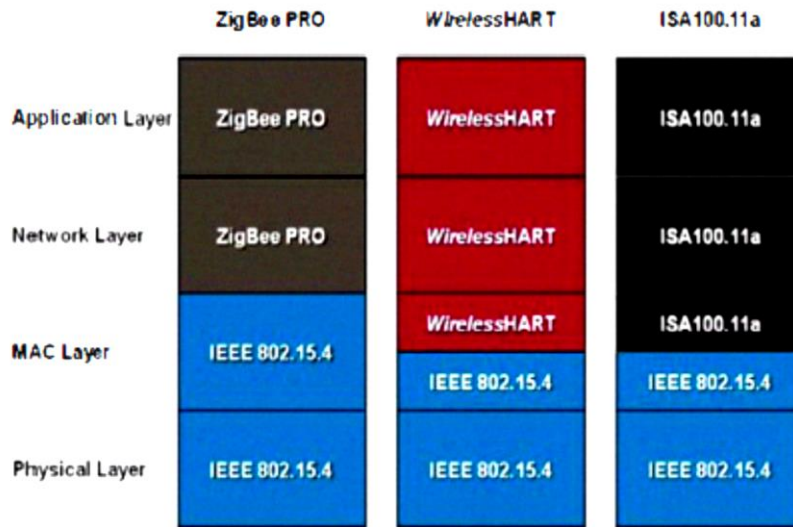 ZigBee PRO WirelessHART ISA100.11a
Application Layer ZigBee PRO WirelessHART ISA100.11a
Network Layer ZigBee PRO WirelessHART ISA100.11a
WirelessHART ISA100.11a
MAC Layer IEEE 802.15.4
IEEE 802.15.4 IEEE 802.15.4
Physical Layer IEEE 802.15.4 IEEE 802.15.4 IEEE 802.15.4